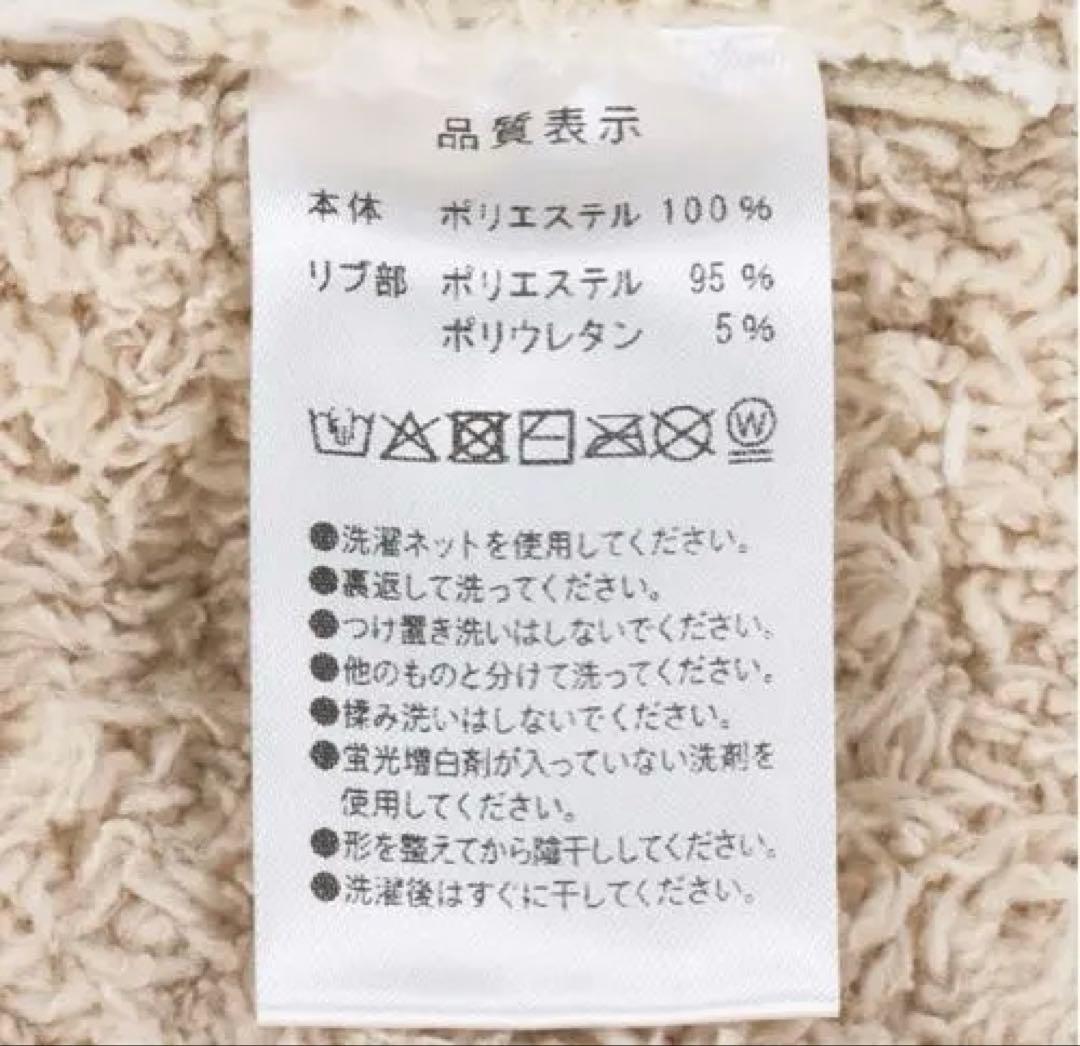 品質表示
本体 ポリエステル 100%
リブ部 ポリエステル 95%
ポリウレタン 5%
W
●洗濯ネットを使用してください。
●裏返して洗ってください。
●つけ置き洗いはしないでください。
●他のものと分けて洗ってください。
●揉み洗いはしないでください。
●蛍光増白剤が入っていない洗剤を
使用してください。
●形を整えてから陰干ししてください。
●洗濯後はすぐに干してください。